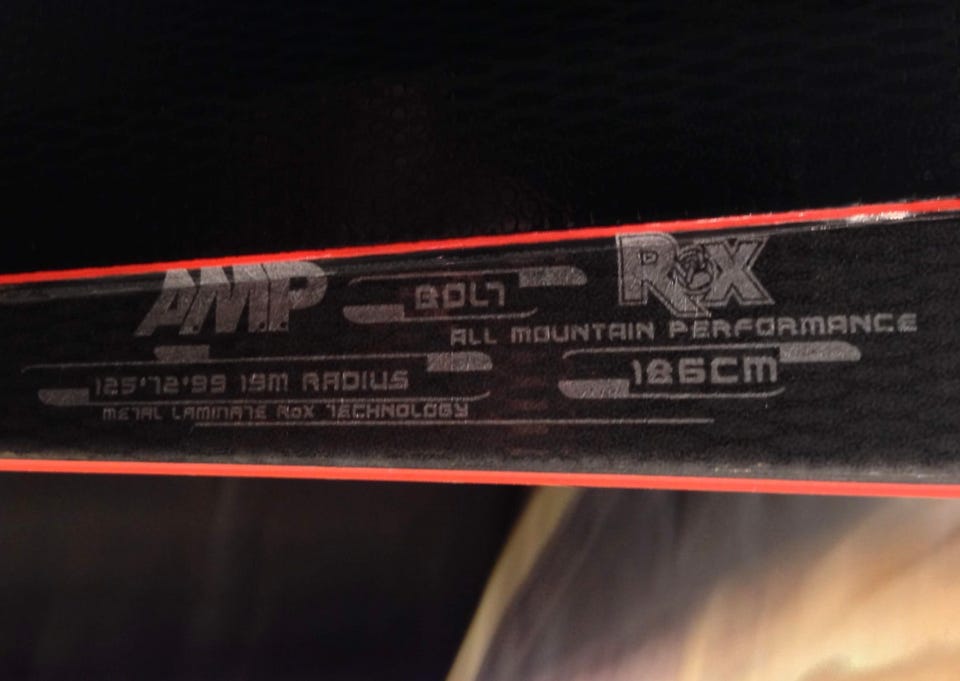 AMP BOLT RoX
ALL MOUNTAIN PERFORMANCE
125'72'99 19M RADIUS 186CM
METAL LAMINATE RoX TECHNOLOGY